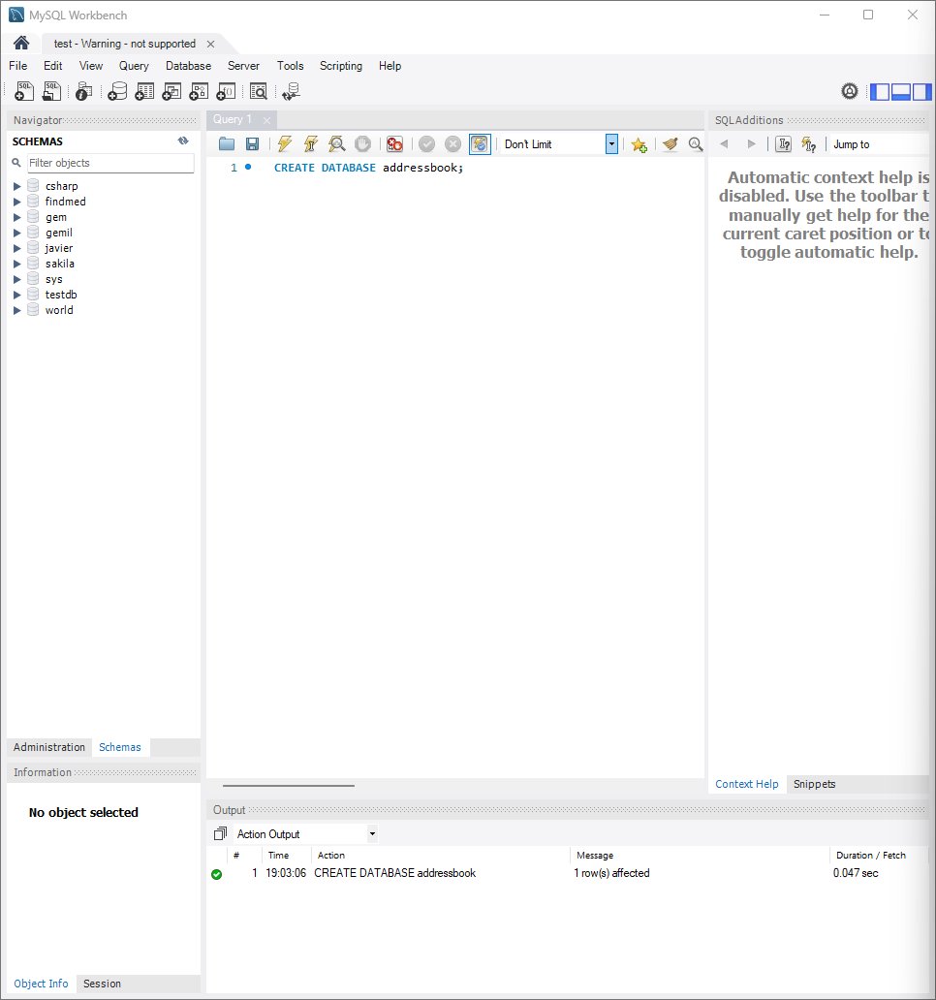 MySQL Workbench
test - Warning - not supported
File Edit View Query Database Server Tools Scripting Help
Navigator
SCHEMAS
Filter objects
csharp
findmed
gem
gemil
javier
sakila
sys
testdb
world
Administration Schemas
Information
No object selected
Object Info Session
Query 1
Don't Limit
1 CREATE DATABASE addressbook;
SQLAdditions
Jump to
Automatic context help is
disabled. Use the toolbar t
manually get help for the
current caret position or to
toggle automatic help.
Context Help Snippets
Output
Action Output
# Time Action Message Duration / Fetch
1 19:03:06 CREATE DATABASE addressbook 1 row(s) affected 0.047 sec